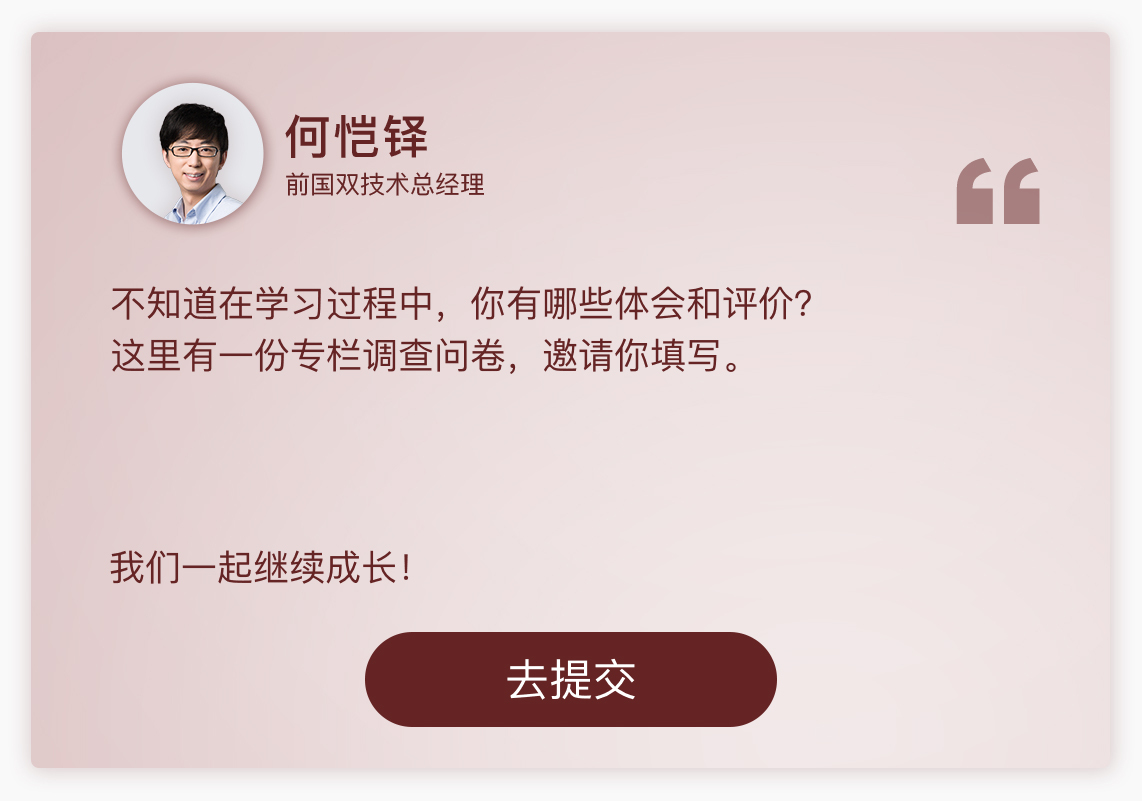 何恺铎
前国双技术总经理
不知道在学习过程中，你有哪些体会和评价？
这里有一份专栏调查问卷，邀请你填写。
我们一起继续成长！
去提交